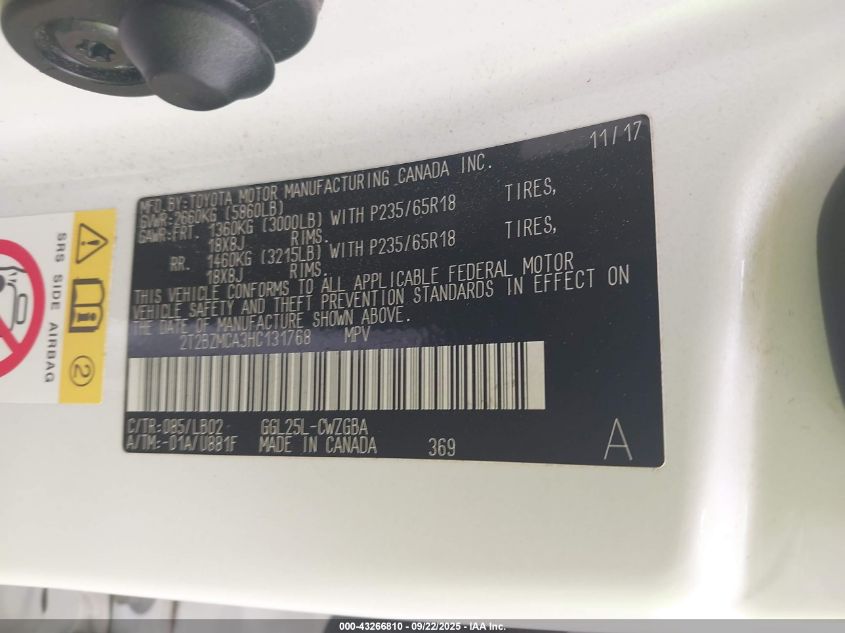 11/17
MFD.BY:TOYOTA MOTOR MANUFACTURING CANADA INC.
GVWR:2660KG (5860LB)
GAWR:FRT. 1360KG (3000LB) WITH P235/65R18 TIRES,
18X8J RIMS.
RR. 1460KG (3215LB) WITH P235/65R18 TIRES,
18X8J RIMS.
THIS VEHICLE CONFORMS TO ALL APPLICABLE FEDERAL MOTOR
VEHICLE SAFETY AND THEFT PREVENTION STANDARDS IN EFFECT ON
THE DATE OF MANUFACTURE SHOWN ABOVE.
2T2BZMCA3HC131768 MPV
C/TR:085/LB02 GGL25L-CWZGBA
A/TM:-01A/U881F MADE IN CANADA 369 A
SRS SIDE AIRBAG
2
000-43266810 - 09/22/2025 - IAA Inc.